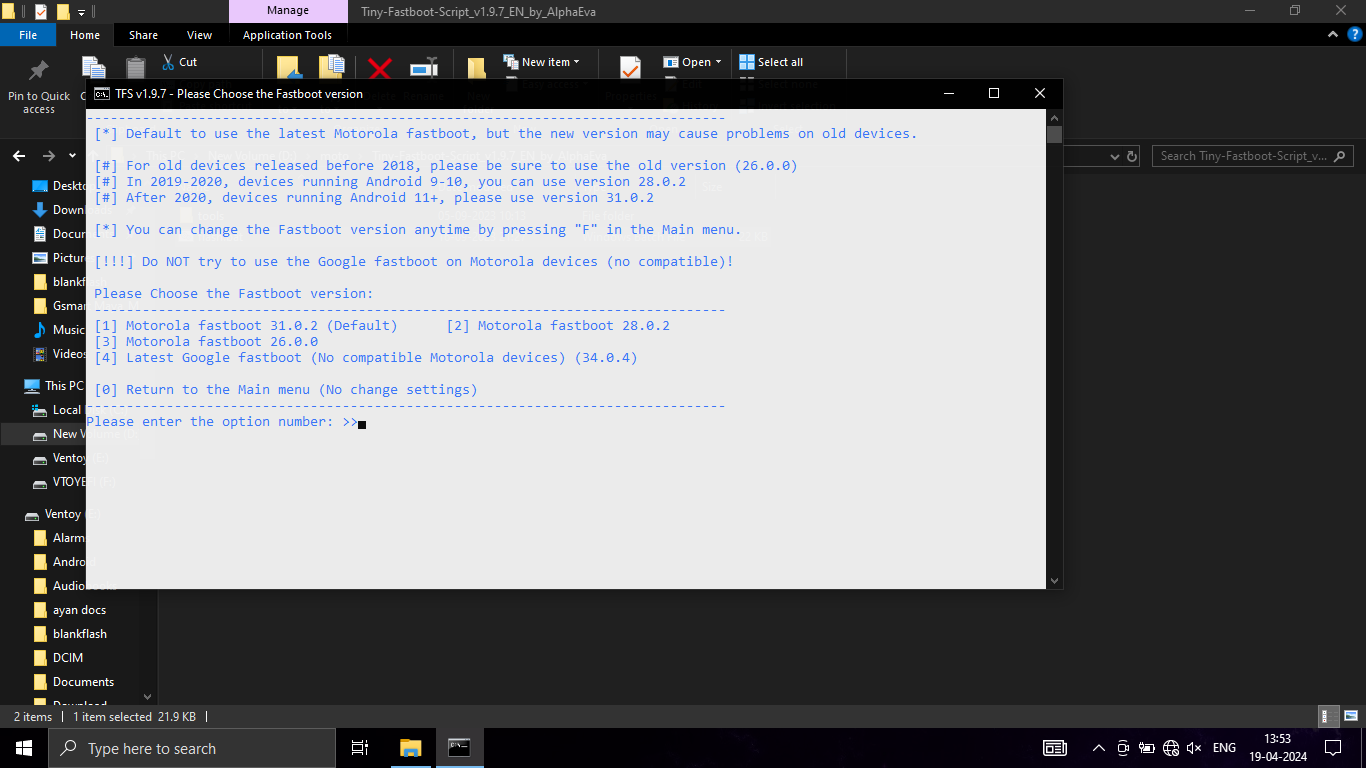 Manage
Tiny-Fastboot-Script_v1.9.7_EN_by_AlphaEva
File
Home
Share
View
Application Tools
Pin to Quick
access
Cut
New item
Open
Select all
TFS v1.9.7 - Please Choose the Fastboot version
Search Tiny-Fastboot-Script_v...
--------------------------------------------------------------------------------
[*] Default to use the latest Motorola fastboot, but the new version may cause problems on old devices.
[#] For old devices released before 2018, please be sure to use the old version (26.0.0)
[#] In 2019-2020, devices running Android 9-10, you can use version 28.0.2
[#] After 2020, devices running Android 11+, please use version 31.0.2
[*] You can change the Fastboot version anytime by pressing "F" in the Main menu.
[!!!] Do NOT try to use the Google fastboot on Motorola devices (no compatible)!
Please Choose the Fastboot version:
-------------------------------------------------------------------------------
[1] Motorola fastboot 31.0.2 (Default) [2] Motorola fastboot 28.0.2
[3] Motorola fastboot 26.0.0
[4] Latest Google fastboot (No compatible Motorola devices) (34.0.4)
[0] Return to the Main menu (No change settings)
--------------------------------------------------------------------------------
Please enter the option number: >>
Deskto
Down
Docur
Picture
blankf
Gsmar
Music
Videos
This PC
Local
New V
Ventoy
VTOYE
Ventoy
Alarm
Andro
Audio
ayan docs
blankflash
DCIM
Documents
Download
2 items
1 item selected 21.9 KB
Type here to search
ENG
13:53
19-04-2024